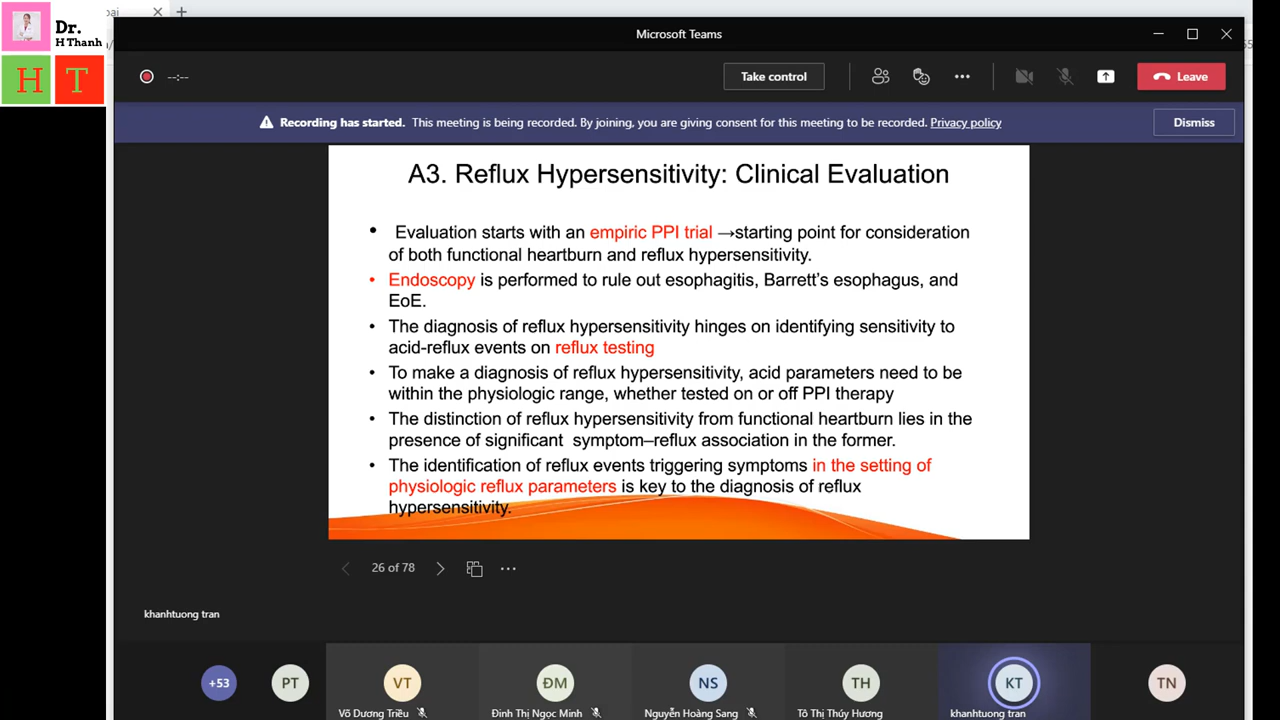 Dr.
H Thanh
H T
Microsoft Teams
--:--
Take control
Leave
Recording has started. This meeting is being recorded. By joining, you are giving consent for this meeting to be recorded. Privacy policy
Dismiss
A3. Reflux Hypersensitivity: Clinical Evaluation
• Evaluation starts with an empiric PPI trial →starting point for consideration
of both functional heartburn and reflux hypersensitivity.
• Endoscopy is performed to rule out esophagitis, Barrett’s esophagus, and
EoE.
• The diagnosis of reflux hypersensitivity hinges on identifying sensitivity to
acid-reflux events on reflux testing
• To make a diagnosis of reflux hypersensitivity, acid parameters need to be
within the physiologic range, whether tested on or off PPI therapy
• The distinction of reflux hypersensitivity from functional heartburn lies in the
presence of significant symptom–reflux association in the former.
• The identification of reflux events triggering symptoms in the setting of
physiologic reflux parameters is key to the diagnosis of reflux
hypersensitivity.
26 of 78
khanhtuong tran
+53 PT VT ĐM NS TH KT TN
Võ Dương Triều Đinh Thị Ngọc Minh Nguyễn Hoàng Sang Tô Thị Thúy Hương khanhtuong tran